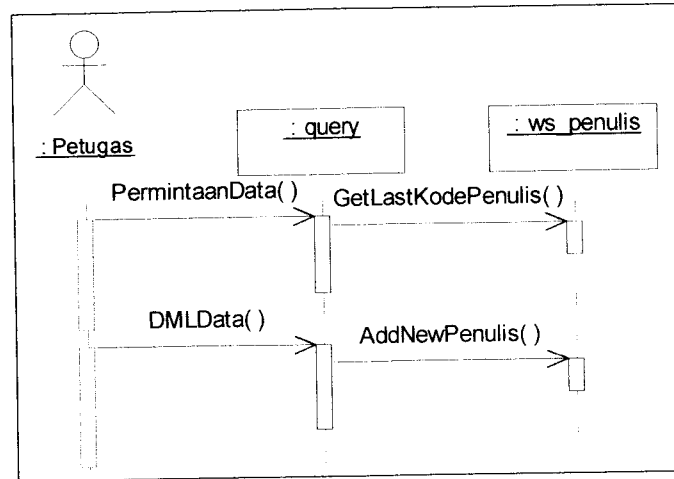 : Petugas
: query
: ws_penulis
PermintaanData( )
GetLastKodePenulis( )
DMLData( )
AddNewPenulis( )